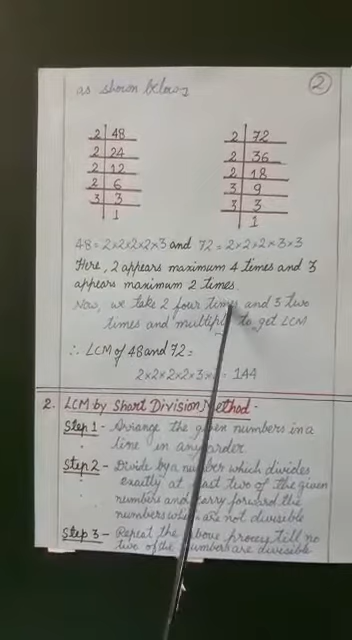 as shown below:
2
2 48
2 24
2 12
2 6
3 3
1
2 72
2 36
2 18
3 9
3 3
1
48 = 2×2×2×2×3 and 72 = 2×2×2×3×3
Here, 2 appears maximum 4 times and 3
appears maximum 2 times.
Now, we take 2 four times and 3 two
times and multiply to get LCM
∴ LCM of 48 and 72 =
2×2×2×2×3× = 144
2. LCM by Short Division Method -
Step 1 - Arrange the given numbers in a
line in any order.
Step 2 - Divide by a number which divides
exactly at least two of the given
numbers and carry forward the
numbers which are not divisible
Step 3 - Repeat the above process till no
two of the numbers are divisible